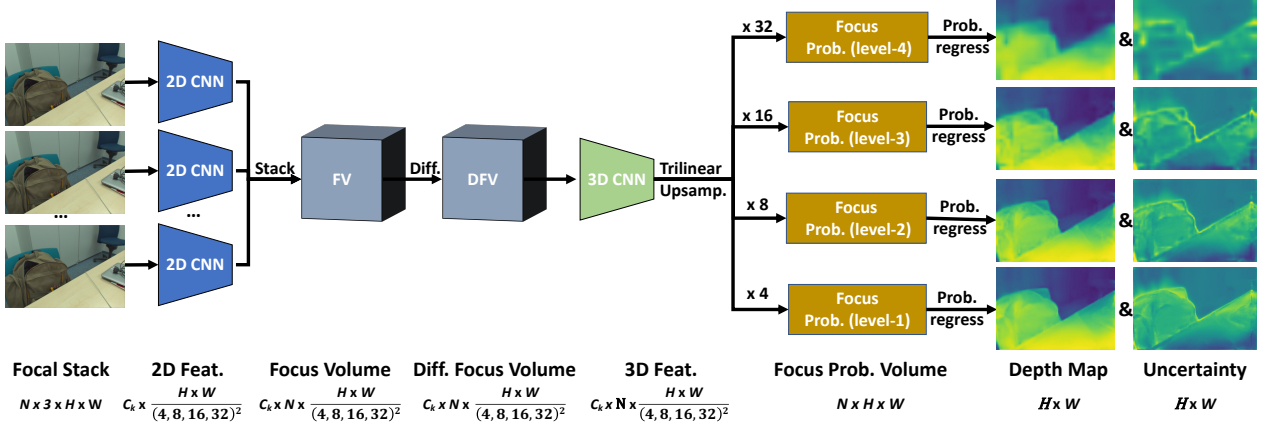 2D CNN
2D CNN
...
...
2D CNN
Stack
FV
Diff.
DFV
3D CNN
Trilinear
Upsamp.
x 32
Focus
Prob. (level-4)
Prob.
regress
&
x 16
Focus
Prob. (level-3)
Prob.
regress
&
x 8
Focus
Prob. (level-2)
Prob.
regress
&
x 4
Focus
Prob. (level-1)
Prob.
regress
&
Focal Stack
N x 3 x H x W
2D Feat.
C_k x H x W / (4, 8, 16, 32)²
Focus Volume
C_k x N x H x W / (4, 8, 16, 32)²
Diff. Focus Volume
C_k x N x H x W / (4, 8, 16, 32)²
3D Feat.
C_k x N x H x W / (4, 8, 16, 32)²
Focus Prob. Volume
N x H x W
Depth Map
H x W
Uncertainty
H x W